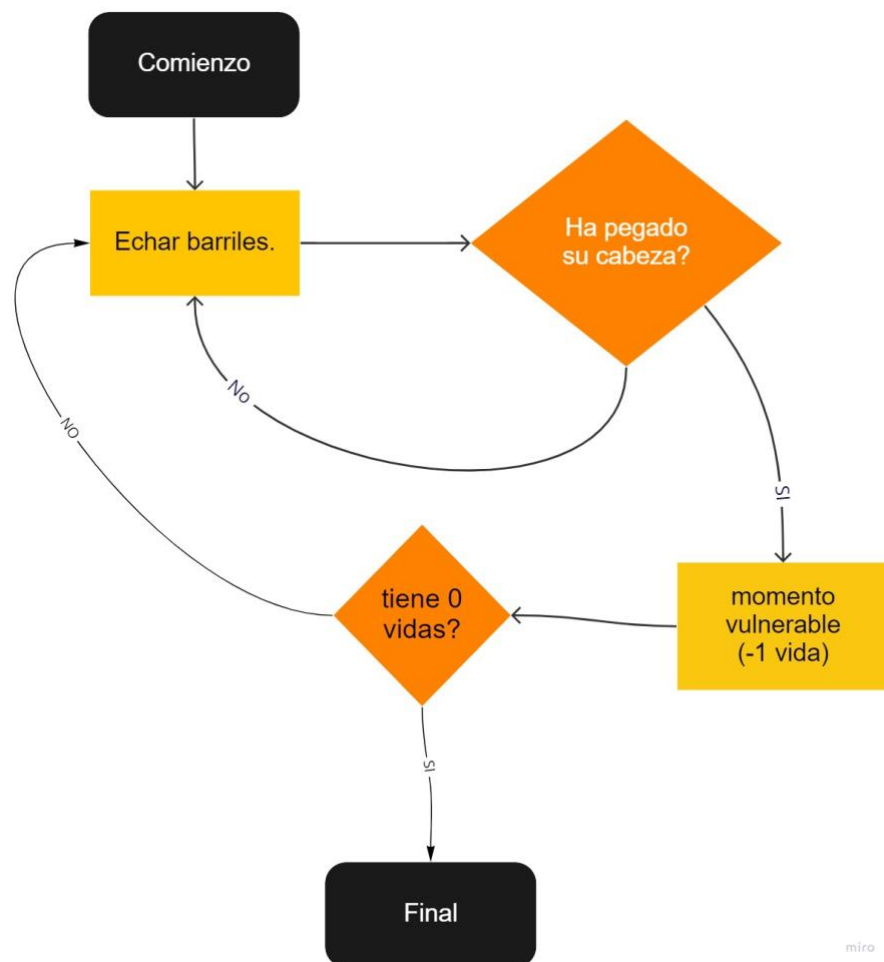 Comienzo
Echar barriles.
Ha pegado
su cabeza?
No
SI
momento
vulnerable
(-1 vida)
tiene 0
vidas?
NO
SI
Final
miro